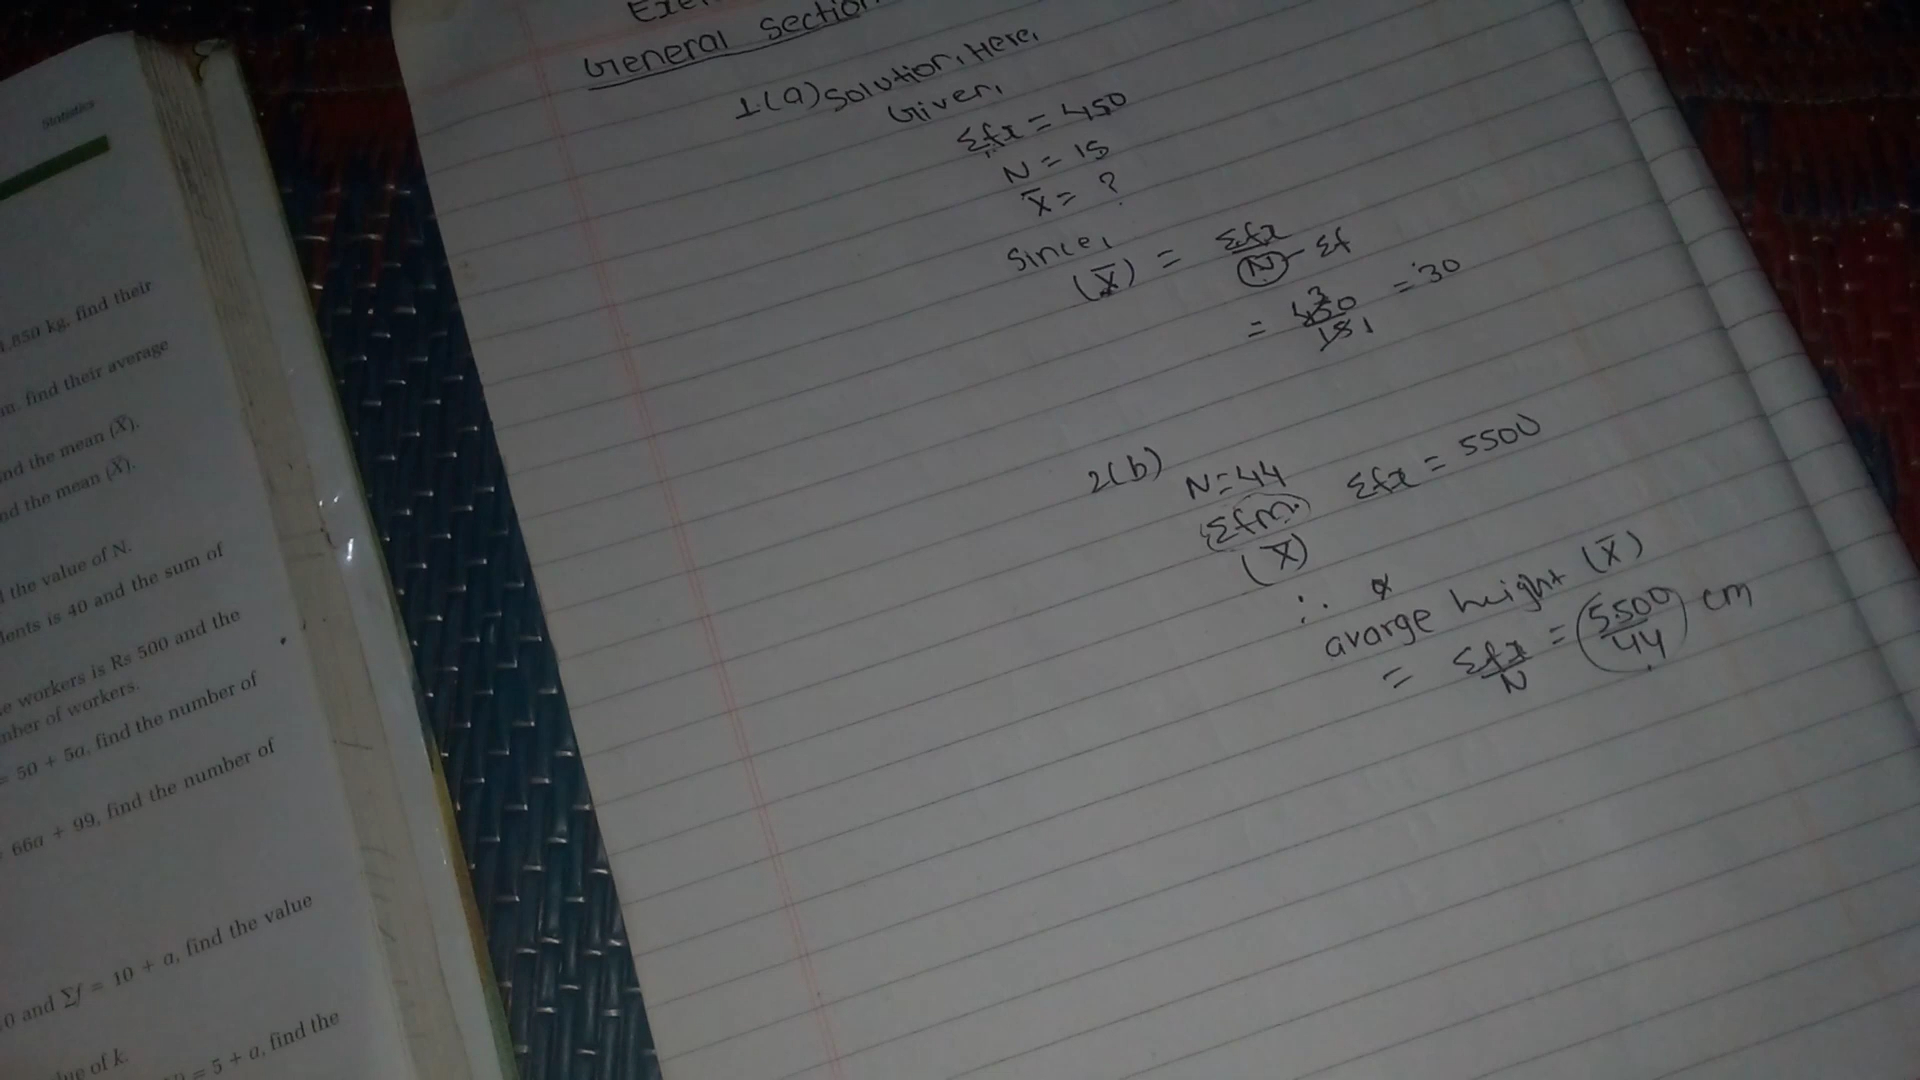 Statistics
,850 kg, find their
m, find their average
nd the mean (X̄).
nd the mean (X̄).
the value of N.
dents is 40 and the sum of
e workers is Rs 500 and the
mber of workers.
= 50 + 5a, find the number of
66a + 99, find the number of
0 and Σf = 10 + a, find the value
lue of k.
= 5 + a, find the
General Section
1.(a) Solution, Here,
Given,
Σfx = 450
N = 15
X̄ = ?
Since,
(X̄) = Σfx / N - Σf
= 450 / 15 = 30
2(b)
N=44 Σfx = 5500
Σfm
(X̄)
∴
avarge height (X̄)
= Σfx / N = 5500 / 44 cm